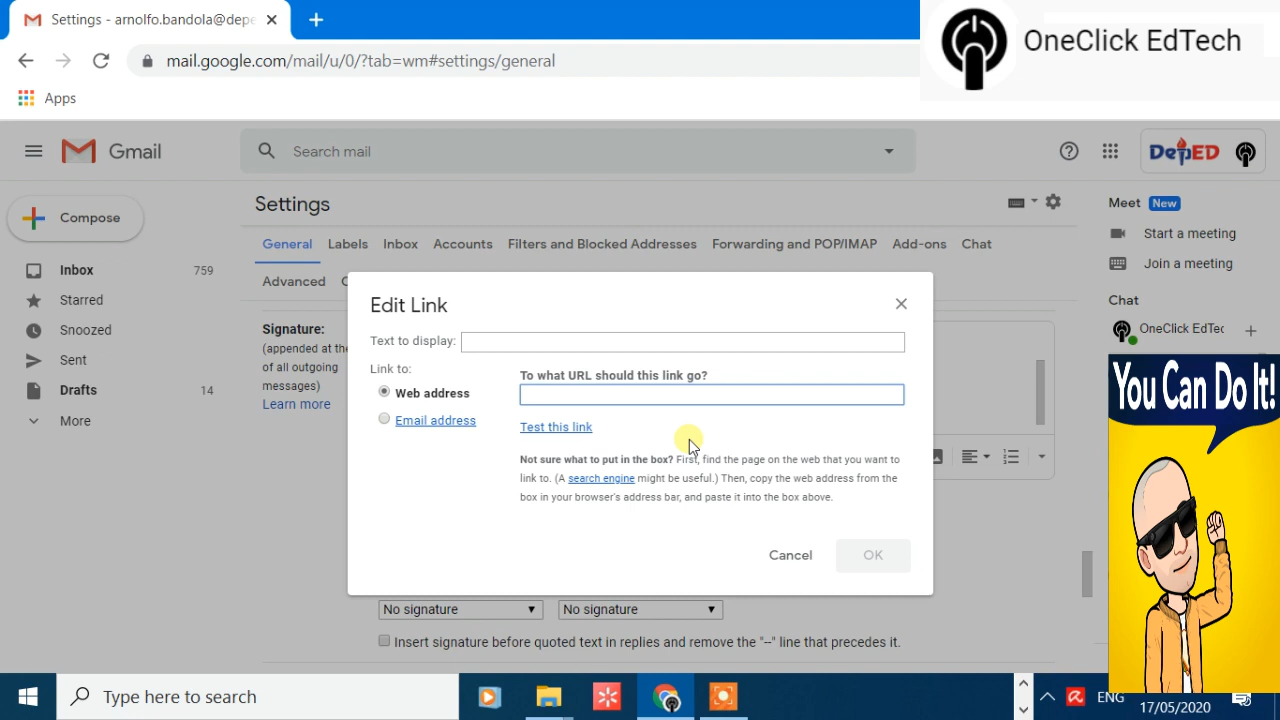 Settings - arnolfo.bandola@depe
OneClick EdTech
mail.google.com/mail/u/0/?tab=wm#settings/general
Apps
Gmail
Search mail
DepED
Compose
Settings
Meet New
General Labels Inbox Accounts Filters and Blocked Addresses Forwarding and POP/IMAP Add-ons Chat
Start a meeting
Inbox 759
Join a meeting
Advanced
Starred
Chat
Edit Link
Signature:
OneClick EdTec
Snoozed
Text to display:
(appended at the
of all outgoing
messages)
Learn more
Sent
Link to:
To what URL should this link go?
Web address
Drafts 14
Email address
More
Test this link
Not sure what to put in the box? First, find the page on the web that you want to
link to. (A search engine might be useful.) Then, copy the web address from the
box in your browser's address bar, and paste it into the box above.
Cancel OK
You Can Do It!
No signature No signature
Insert signature before quoted text in replies and remove the "--" line that precedes it.
Type here to search
ENG
17/05/2020